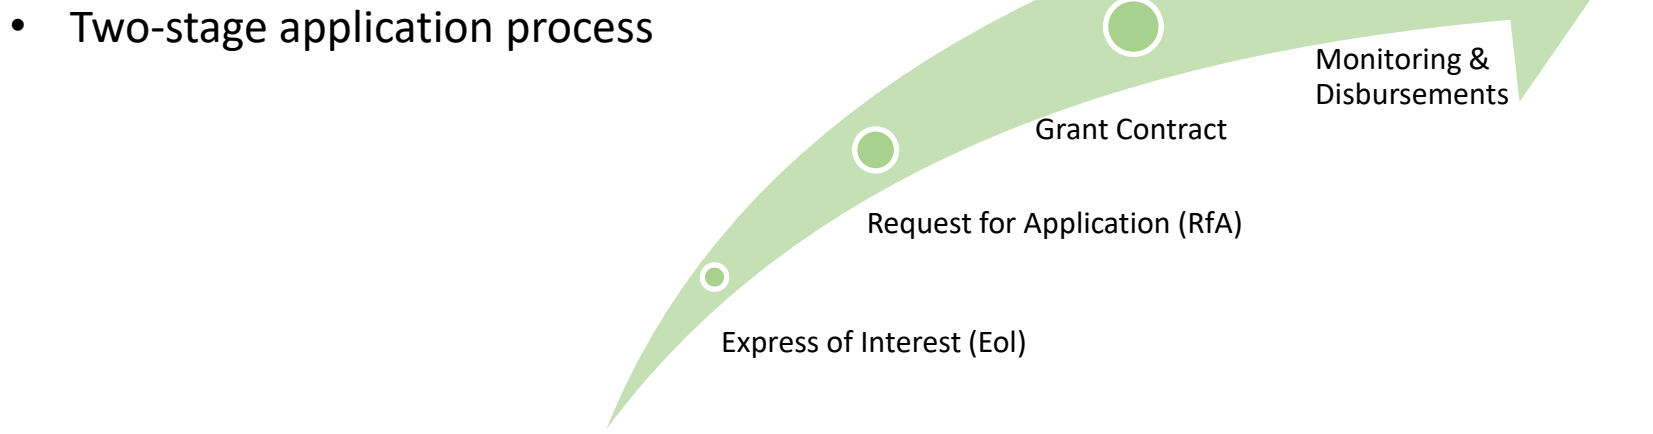 • Two-stage application process
Monitoring &
Disbursements
Grant Contract
Request for Application (RfA)
Express of Interest (EoI)